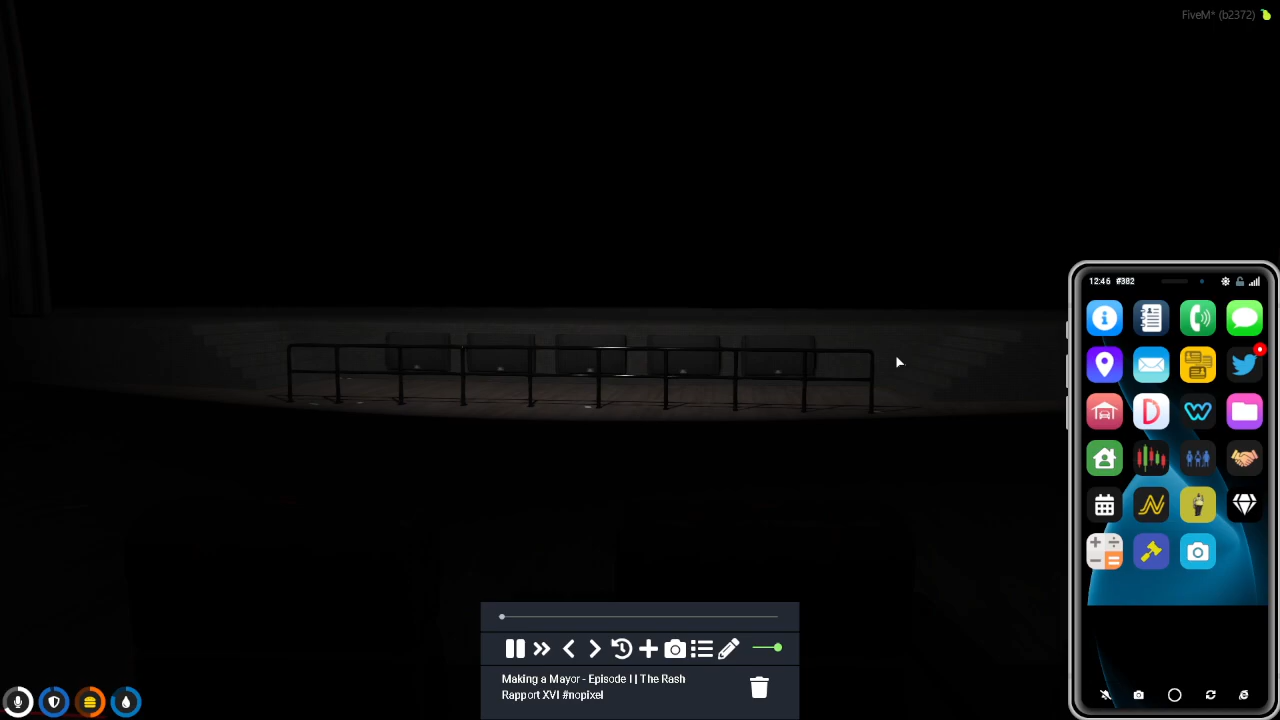 FiveM* (b2372)
12:46 #382
Making a Mayor - Episode I | The Rash
Rapport XVI #nopixel